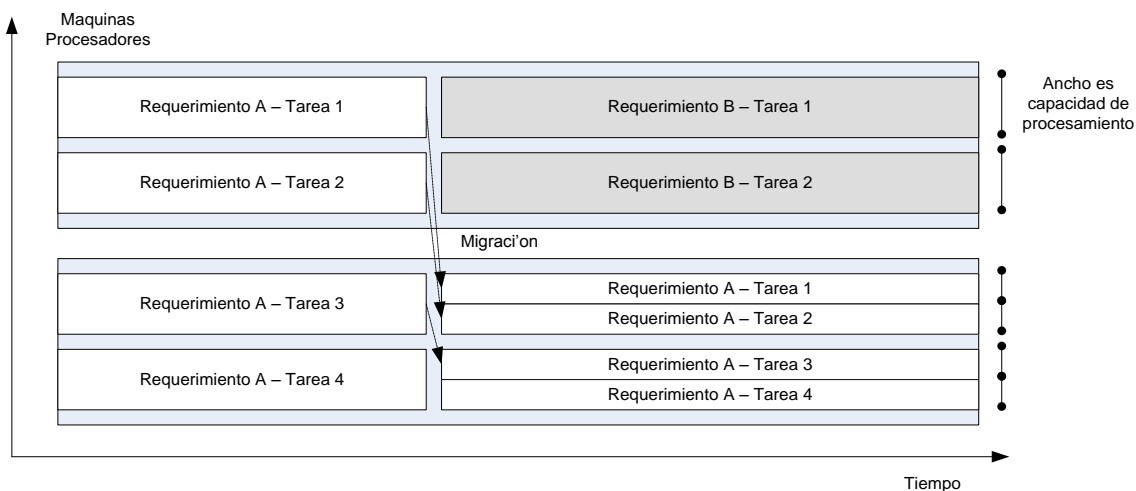 Maquinas
Procesadores
Requerimiento A – Tarea 1
Requerimiento B – Tarea 1
Ancho es
capacidad de
procesamiento
Requerimiento A – Tarea 2
Requerimiento B – Tarea 2
Migraci'on
Requerimiento A – Tarea 3
Requerimiento A – Tarea 1
Requerimiento A – Tarea 2
Requerimiento A – Tarea 4
Requerimiento A – Tarea 3
Requerimiento A – Tarea 4
Tiempo